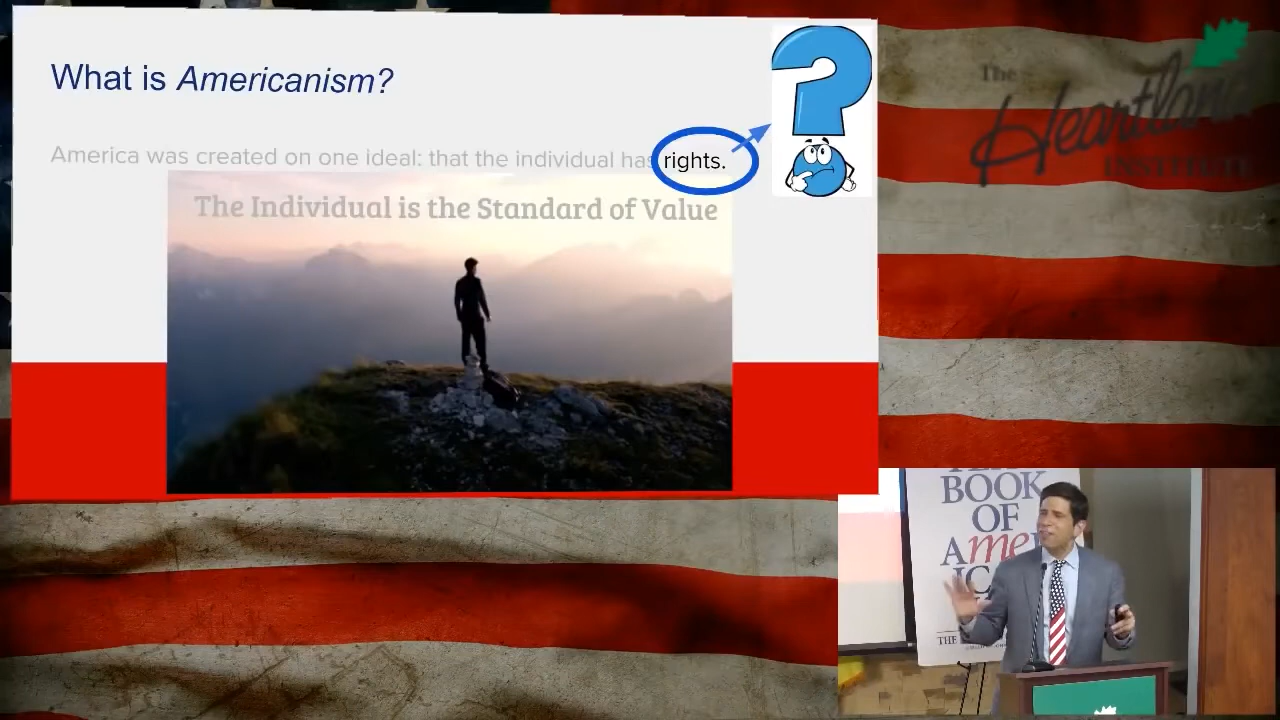 What is Americanism?
America was created on one ideal: that the individual has rights.
The Individual is the Standard of Value
The
Heartland
INSTITUTE
BOOK
OF
Ame
THE